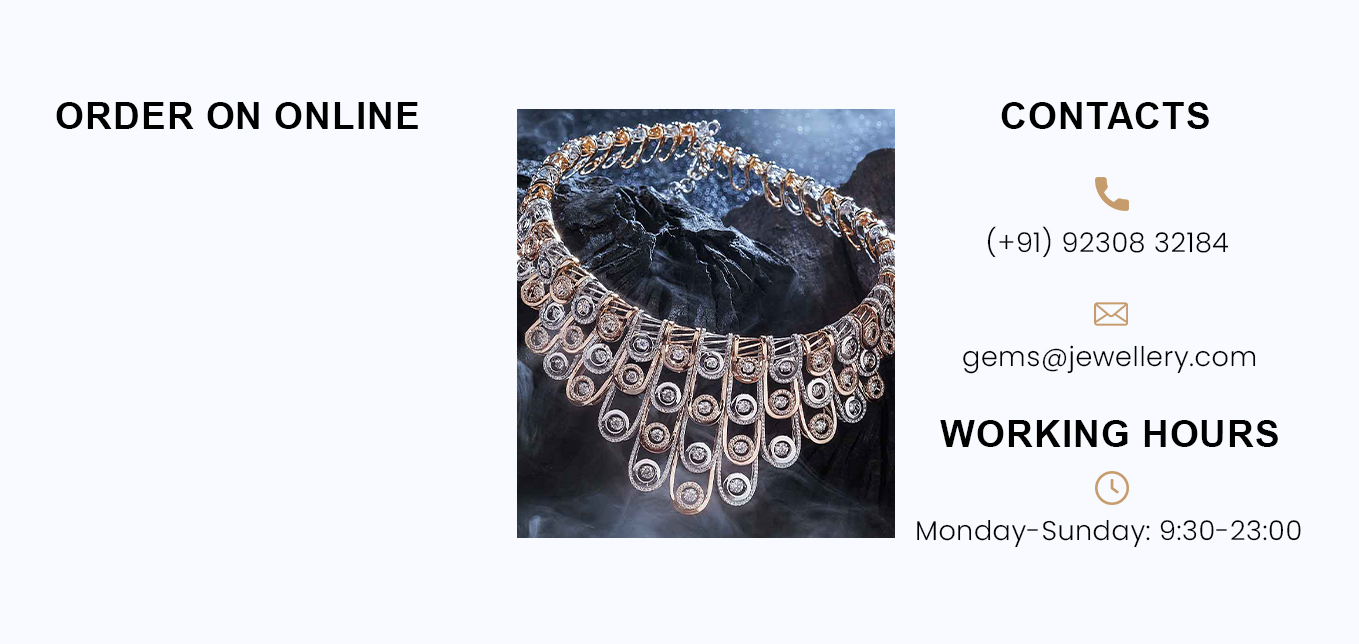 ORDER ON ONLINE
CONTACTS
(+91) 92308 32184
gems@jewellery.com
WORKING HOURS
Monday-Sunday: 9:30-23:00